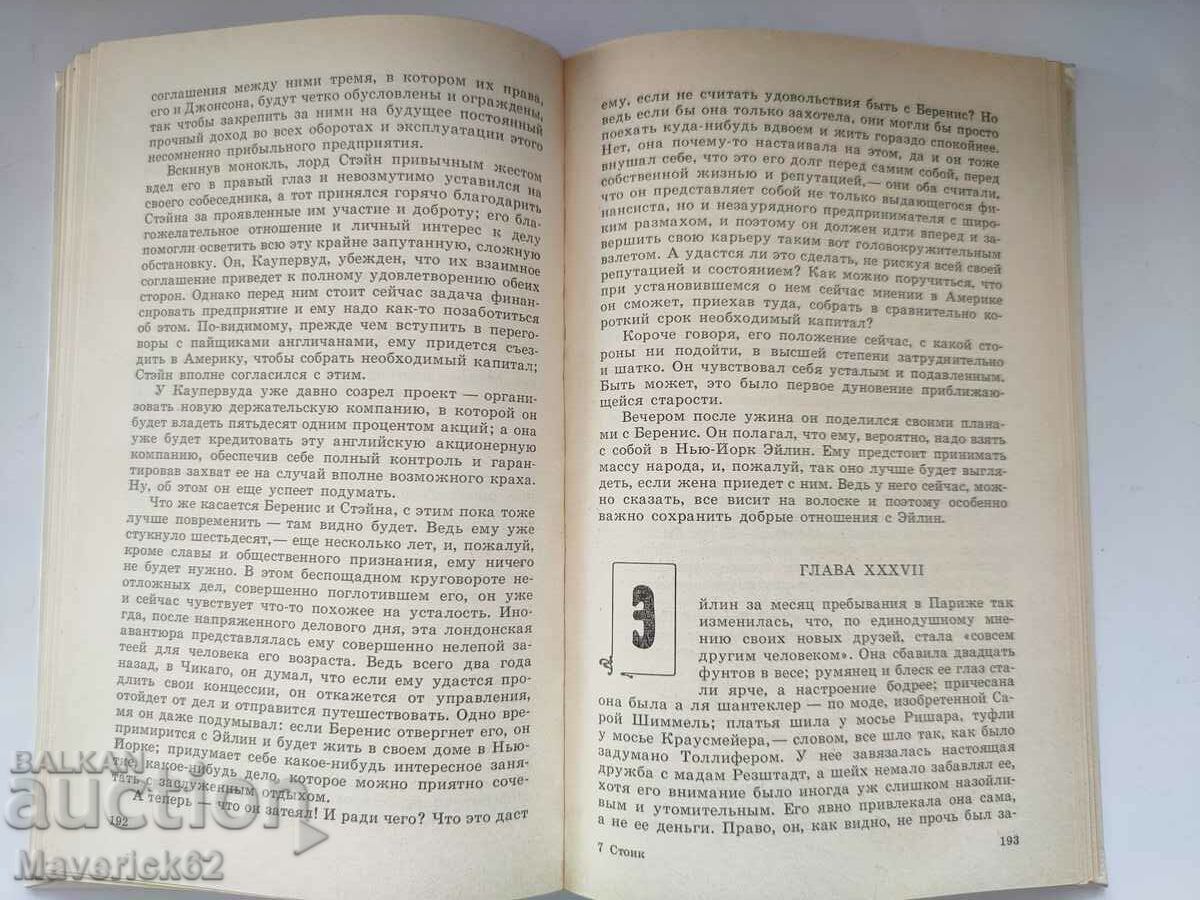 соглашения между ними тремя, в котором их права,
его и Джонсона, будут четко обусловлены и ограждены,
так чтобы закрепить за ними на будущее постоянный
прочный доход во всех оборотах и эксплуатации этого
несомненно прибыльного предприятия.
Вскинув монокль, лорд Стэйн привычным жестом
вдел его в правый глаз и невозмутимо уставился на
своего собеседника, а тот принялся горячо благодарить
Стэйна за проявленные им участие и доброту; его бла-
гожелательное отношение и личный интерес к делу
помогли осветить всю эту крайне запутанную, сложную
обстановку. Он, Каупервуд, убежден, что их взаимное
соглашение приведет к полному удовлетворению обеих
сторон. Однако перед ним стоит сейчас задача финан-
сировать предприятие и ему надо как-то позаботиться
об этом. По-видимому, прежде чем вступить в перего-
воры с пайщиками англичанами, ему придется съез-
дить в Америку, чтобы собрать необходимый капитал;
Стэйн вполне согласился с этим.
У Каупервуда уже давно созрел проект — органи-
зовать новую держательскую компанию, в которой он
будет владеть пятьдесят одним процентом акций; а она
уже будет кредитовать эту английскую акционерную
компанию, обеспечив себе полный контроль и гаран-
тировав захват ее на случай вполне возможного краха.
Ну, об этом он еще успеет подумать.
Что же касается Беренис и Стэйна, с этим пока тоже
лучше повременить — там видно будет. Ведь ему уже
стукнуло шестьдесят,— еще несколько лет, и, пожалуй,
кроме славы и общественного признания, ему ничего
не будет нужно. В этом беспощадном круговороте не-
отложных дел, совершенно поглотившем его, он уже
и сейчас чувствует что-то похожее на усталость. Ино-
гда, после напряженного делового дня, эта лондонская
авантюра представлялась ему совершенно нелепой за-
теей для человека его возраста. Ведь всего два года
назад, в Чикаго, он думал, что если ему удастся про-
длить свои концессии, он откажется от управления,
отойдет от дел и отправится путешествовать. Одно вре-
мя он даже подумывал: если Беренис отвергнет его, он
примирится с Эйлин и будет жить в своем доме в Нью-
Йорке; придумает себе какое-нибудь интересное заня-
тие, какое-нибудь дело, которое можно приятно соче-
тать с заслуженным отдыхом.
А теперь — что он затеял! И ради чего? Что это даст
192
ему, если не считать удовольствия быть с Беренис? Но
ведь если бы она только захотела, они могли бы просто
поехать куда-нибудь вдвоем и жить гораздо спокойнее.
Нет, она почему-то настаивала на этом, да и он тоже
внушал себе, что это его долг перед самим собой, перед
собственной жизнью и репутацией,— они оба считали,
что он представляет собой не только выдающегося фи-
нансиста, но и незаурядного предпринимателя с широ-
ким размахом, и поэтому он должен идти вперед и за-
вершить свою карьеру таким вот головокружительным
взлетом. А удастся ли это сделать, не рискуя всей своей
репутацией и состоянием? Как можно поручиться, что
при установившемся о нем сейчас мнении в Америке
он сможет, приехав туда, собрать в сравнительно ко-
роткий срок необходимый капитал?
Короче говоря, его положение сейчас, с какой сто-
роны ни подойти, в высшей степени затруднительно
и шатко. Он чувствовал себя усталым и подавленным.
Быть может, это было первое дуновение приближаю-
щейся старости.
Вечером после ужина он поделился своими плана-
ми с Беренис. Он полагал, что ему, вероятно, надо взять
с собой в Нью-Йорк Эйлин. Ему предстоит принимать
массу народа, и, пожалуй, так оно лучше будет выгля-
деть, если жена приедет с ним. Ведь у него сейчас, мож-
но сказать, все висит на волоске и поэтому особенно
важно сохранить добрые отношения с Эйлин.
ГЛАВА XXXVII
Э
йлин за месяц пребывания в Париже так
изменилась, что, по единодушному мне-
нию своих новых друзей, стала «совсем
другим человеком». Она сбавила двадцать
фунтов в весе; румянец и блеск ее глаз ста-
ли ярче, а настроение бодрее; причесана
она была а ля шантеклер — по моде, изобретенной Са-
рой Шиммель; платья шила у мосье Ришара, туфли
у мосье Краусмейера,— словом, все шло так, как было
задумано Толлифером. У нее завязалась настоящая
дружба с мадам Резштадт, а шейх немало забавлял ее,
хотя его внимание было иногда уж слишком назойли-
вым и утомительным. Его явно привлекала она сама,
а не ее деньги. Право, он, как видно, не прочь был за-
7 Стоик
193
BALKAN
auction
Maverick62